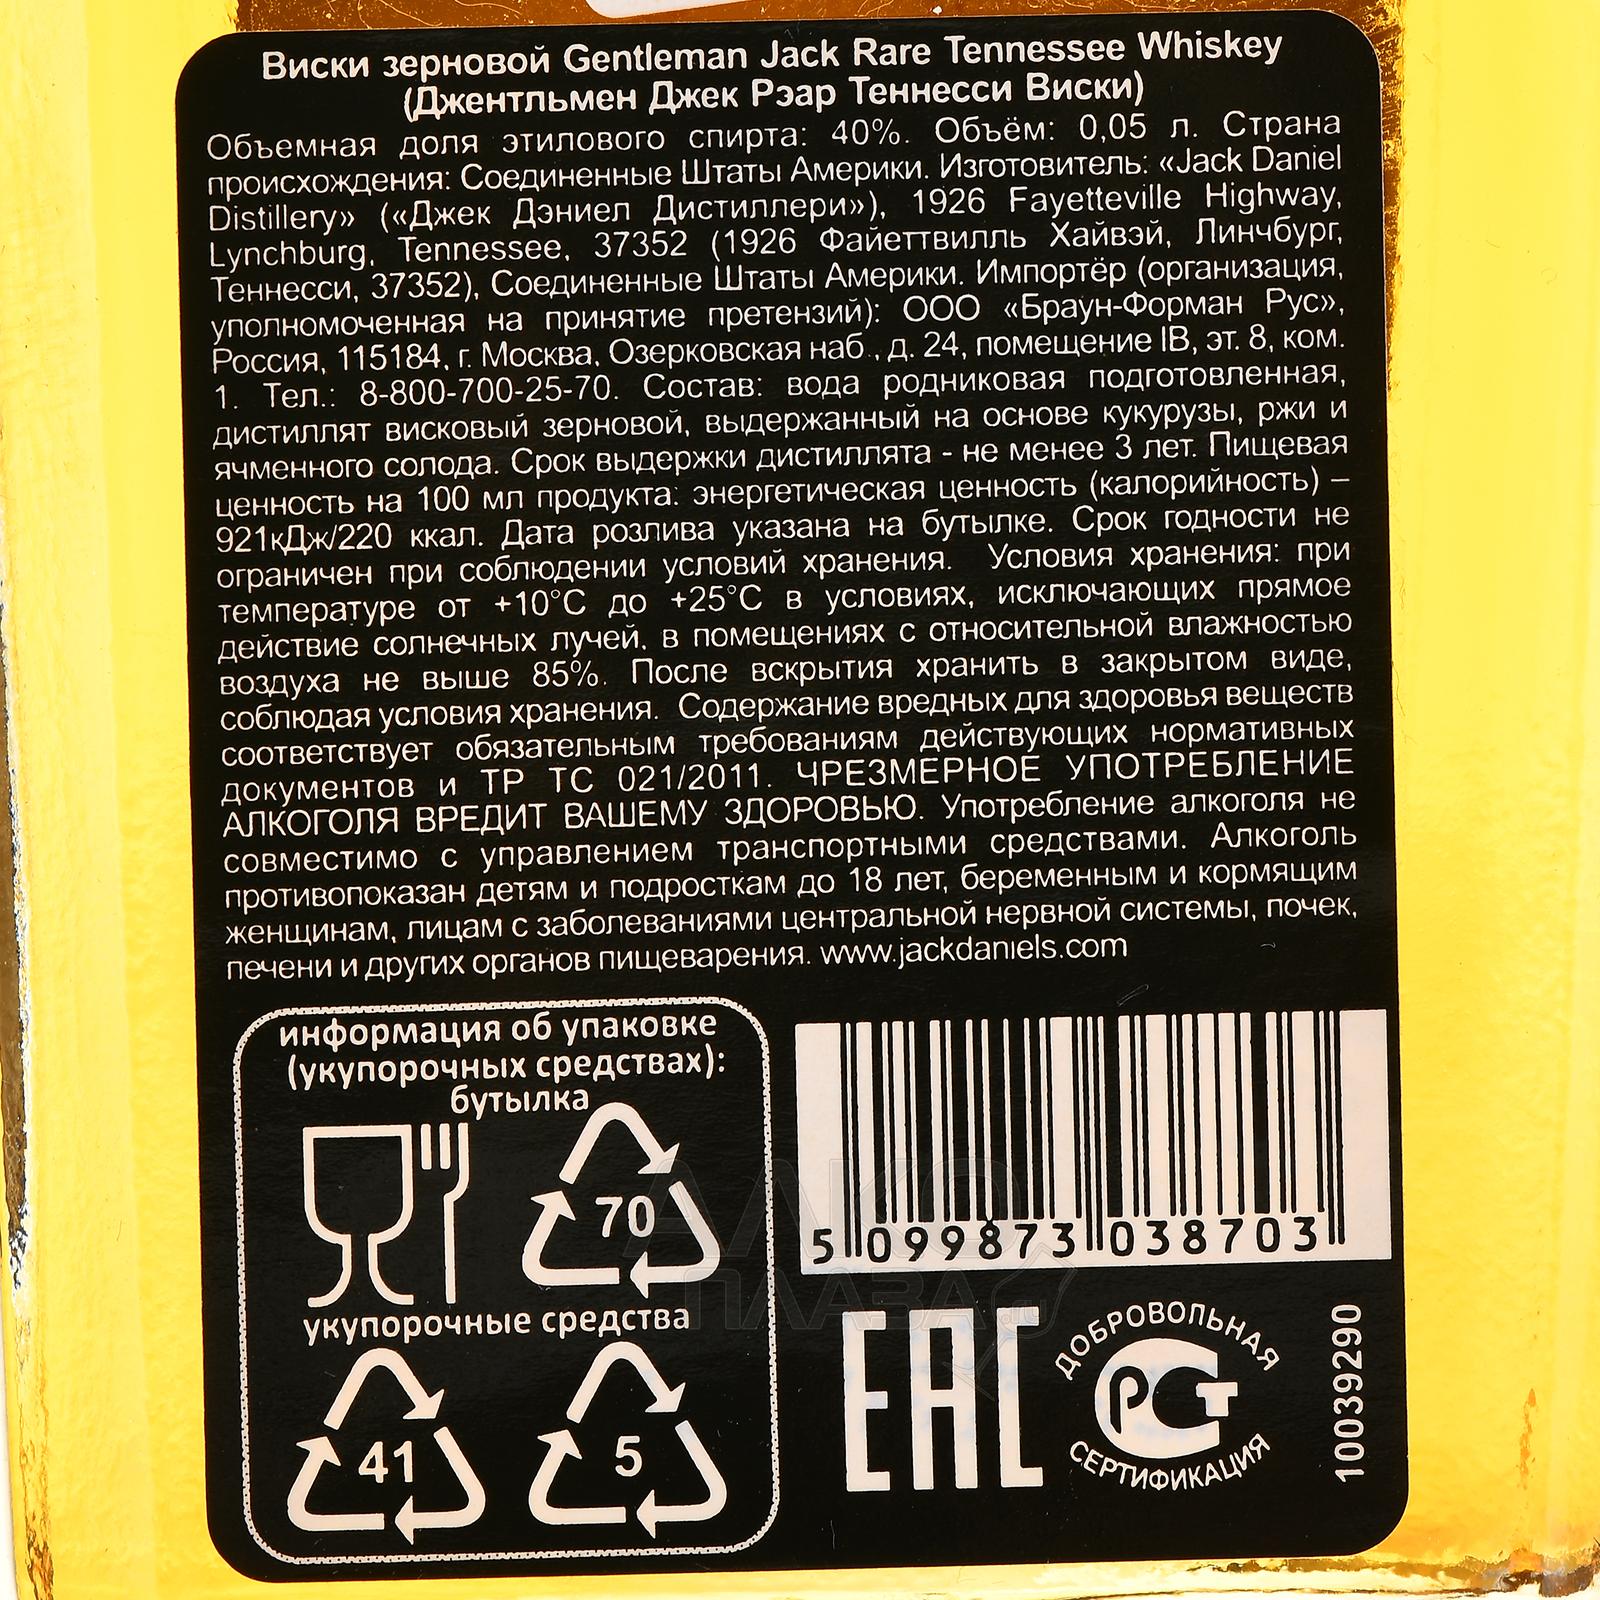 Виски зерновой Gentleman Jack Rare Tennessee Whiskey
(Джентльмен Джек Рэар Теннесси Виски)
Объемная доля этилового спирта: 40%. Объём: 0,05 л. Страна
происхождения: Соединенные Штаты Америки. Изготовитель: «Jack Daniel
Distillery» («Джек Дэниел Дистиллери»), 1926 Fayetteville Highway,
Lynchburg, Tennessee, 37352 (1926 Файеттвилль Хайвэй, Линчбург,
Теннесси, 37352), Соединенные Штаты Америки. Импортёр (организация,
уполномоченная на принятие претензий): ООО «Браун-Форман Рус»,
Россия, 115184, г. Москва, Озерковская наб., д. 24, помещение IB, эт. 8, ком.
1. Тел.: 8-800-700-25-70. Состав: вода родниковая подготовленная,
дистиллят висковый зерновой, выдержанный на основе кукурузы, ржи и
ячменного солода. Срок выдержки дистиллята - не менее 3 лет. Пищевая
ценность на 100 мл продукта: энергетическая ценность (калорийность) –
921кДж/220 ккал. Дата розлива указана на бутылке. Срок годности не
ограничен при соблюдении условий хранения. Условия хранения: при
температуре от +10°C до +25°C в условиях, исключающих прямое
действие солнечных лучей, в помещениях с относительной влажностью
воздуха не выше 85%. После вскрытия хранить в закрытом виде,
соблюдая условия хранения. Содержание вредных для здоровья веществ
соответствует обязательным требованиям действующих нормативных
документов и ТР ТС 021/2011. ЧРЕЗМЕРНОЕ УПОТРЕБЛЕНИЕ
АЛКОГОЛЯ ВРЕДИТ ВАШЕМУ ЗДОРОВЬЮ. Употребление алкоголя не
совместимо с управлением транспортными средствами. Алкоголь
противопоказан детям и подросткам до 18 лет, беременным и кормящим
женщинам, лицам с заболеваниями центральной нервной системы, почек,
печени и других органов пищеварения. www.jackdaniels.com
информация об упаковке
(укупорочных средствах):
бутылка
70
укупорочные средства
41
5
5 099873 038703
ЕАС
ДОБРОВОЛЬНАЯ
РСТ
СЕРТИФИКАЦИЯ
10039290
АЛКО
ПЛАЗА.ru